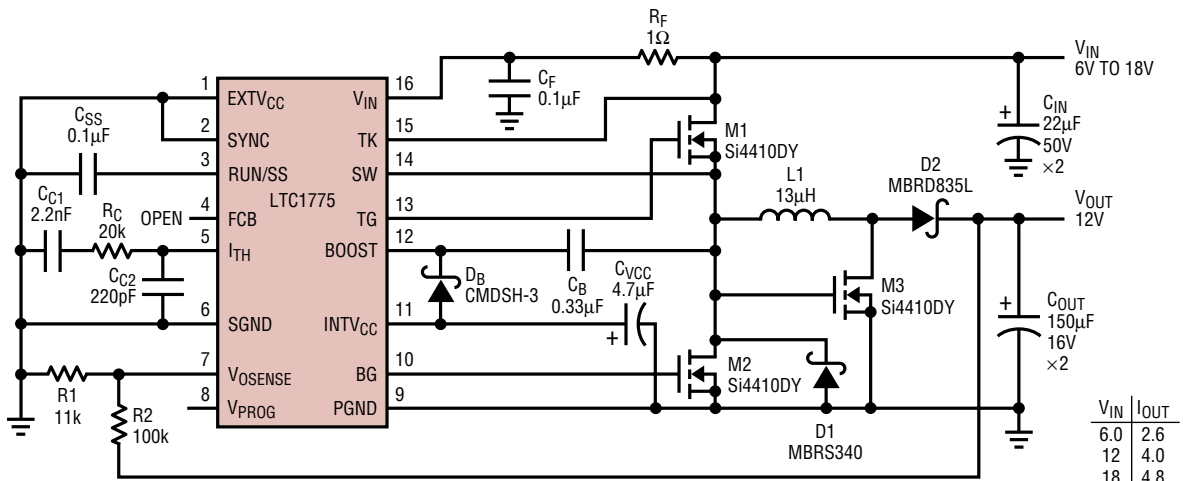 RF
1Ω
VIN
6V TO 18V
CF
0.1µF
CIN
22µF
50V
×2
+
1
EXTVCC
VIN
16
2
SYNC
TK
15
3
RUN/SS
SW
14
LTC1775
4
FCB
TG
13
5
ITH
BOOST
12
6
SGND
INTVCC
11
7
VOSENSE
BG
10
8
VPROG
PGND
9
CSS
0.1µF
OPEN
CC1
2.2nF
RC
20k
CC2
220pF
R1
11k
R2
100k
M1
Si4410DY
L1
13µH
D2
MBRD835L
VOUT
12V
DB
CMDSH-3
CB
0.33µF
CVCC
4.7µF
+
M3
Si4410DY
+
COUT
150µF
16V
×2
M2
Si4410DY
D1
MBRS340
VIN IOUT
6.0 2.6
12 4.0
18 4.8